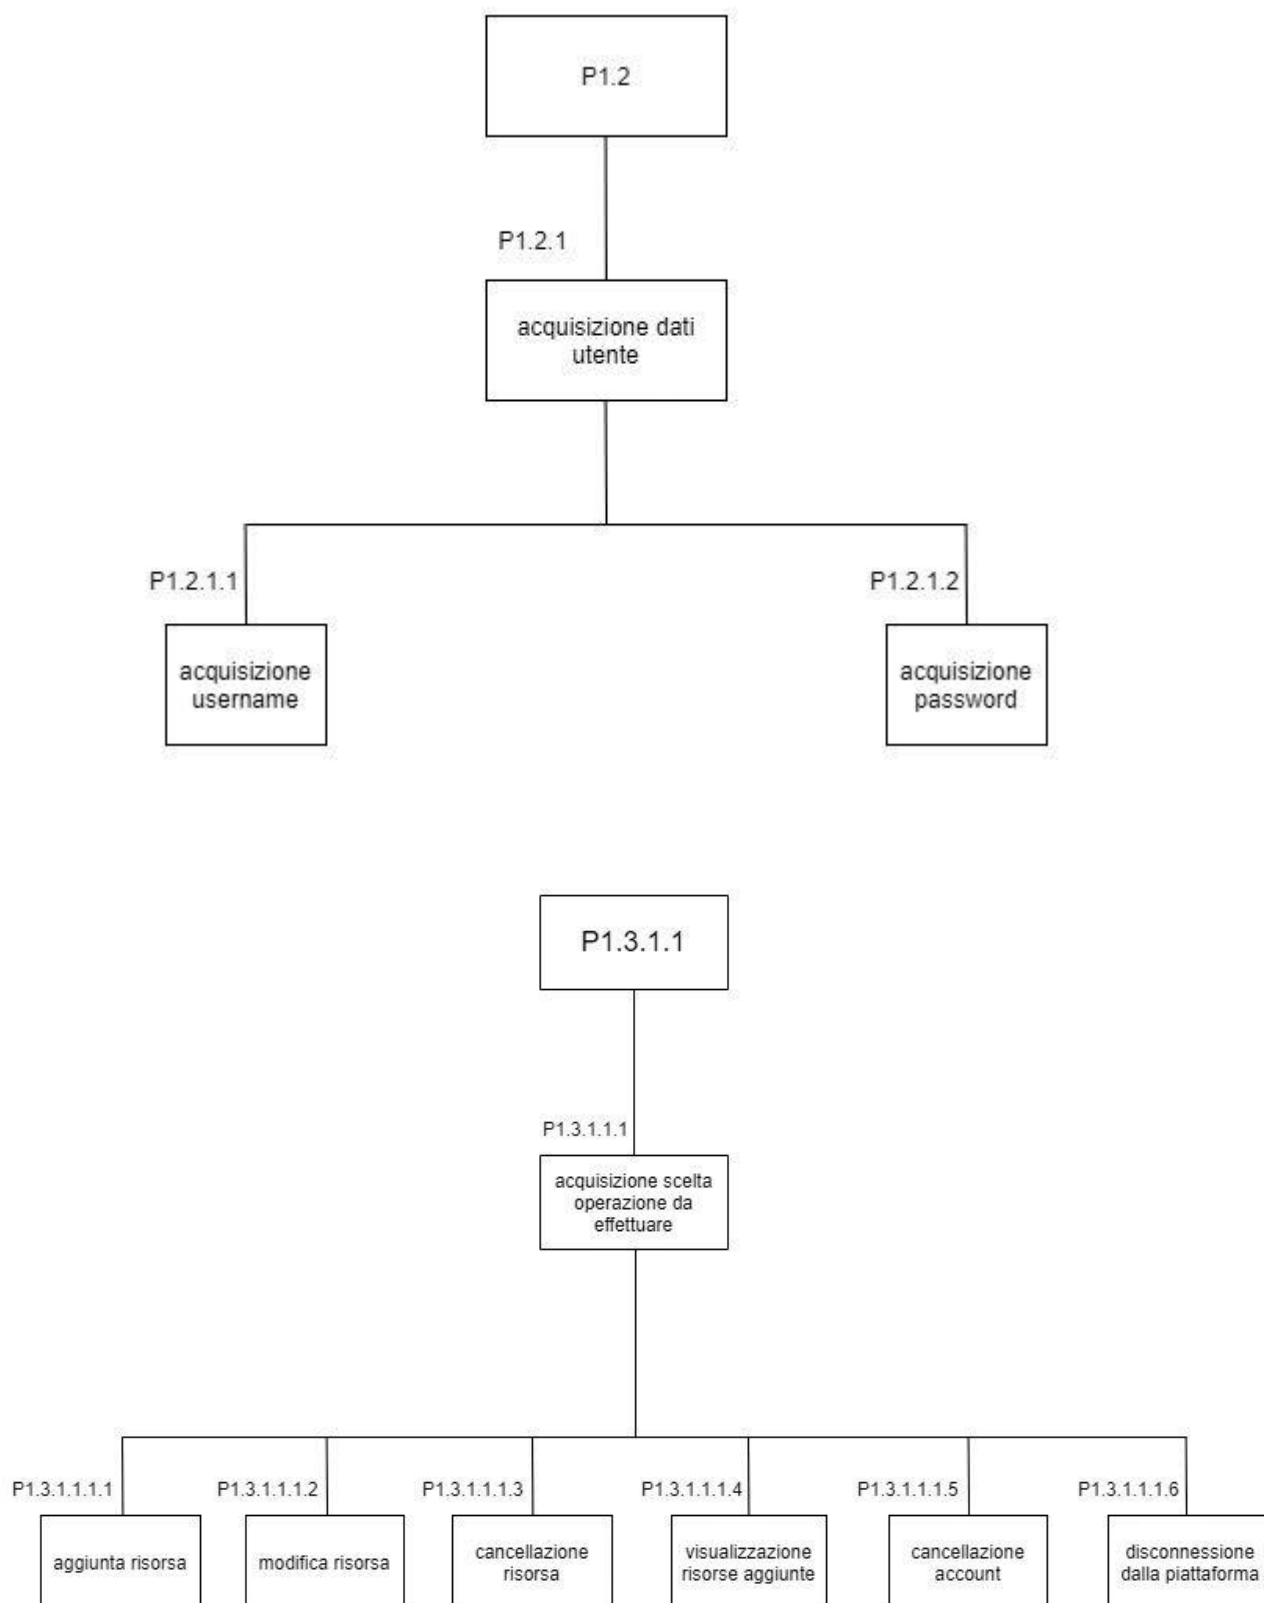 P1.2
P1.2.1
acquisizione dati
utente
P1.2.1.1
P1.2.1.2
acquisizione
username
acquisizione
password
P1.3.1.1
P1.3.1.1.1
acquisizione scelta
operazione da
effettuare
P1.3.1.1.1.1
P1.3.1.1.1.2
P1.3.1.1.1.3
P1.3.1.1.1.4
P1.3.1.1.1.5
P1.3.1.1.1.6
aggiunta risorsa
modifica risorsa
cancellazione
risorsa
visualizzazione
risorse aggiunte
cancellazione
account
disconnessione
dalla piattaforma